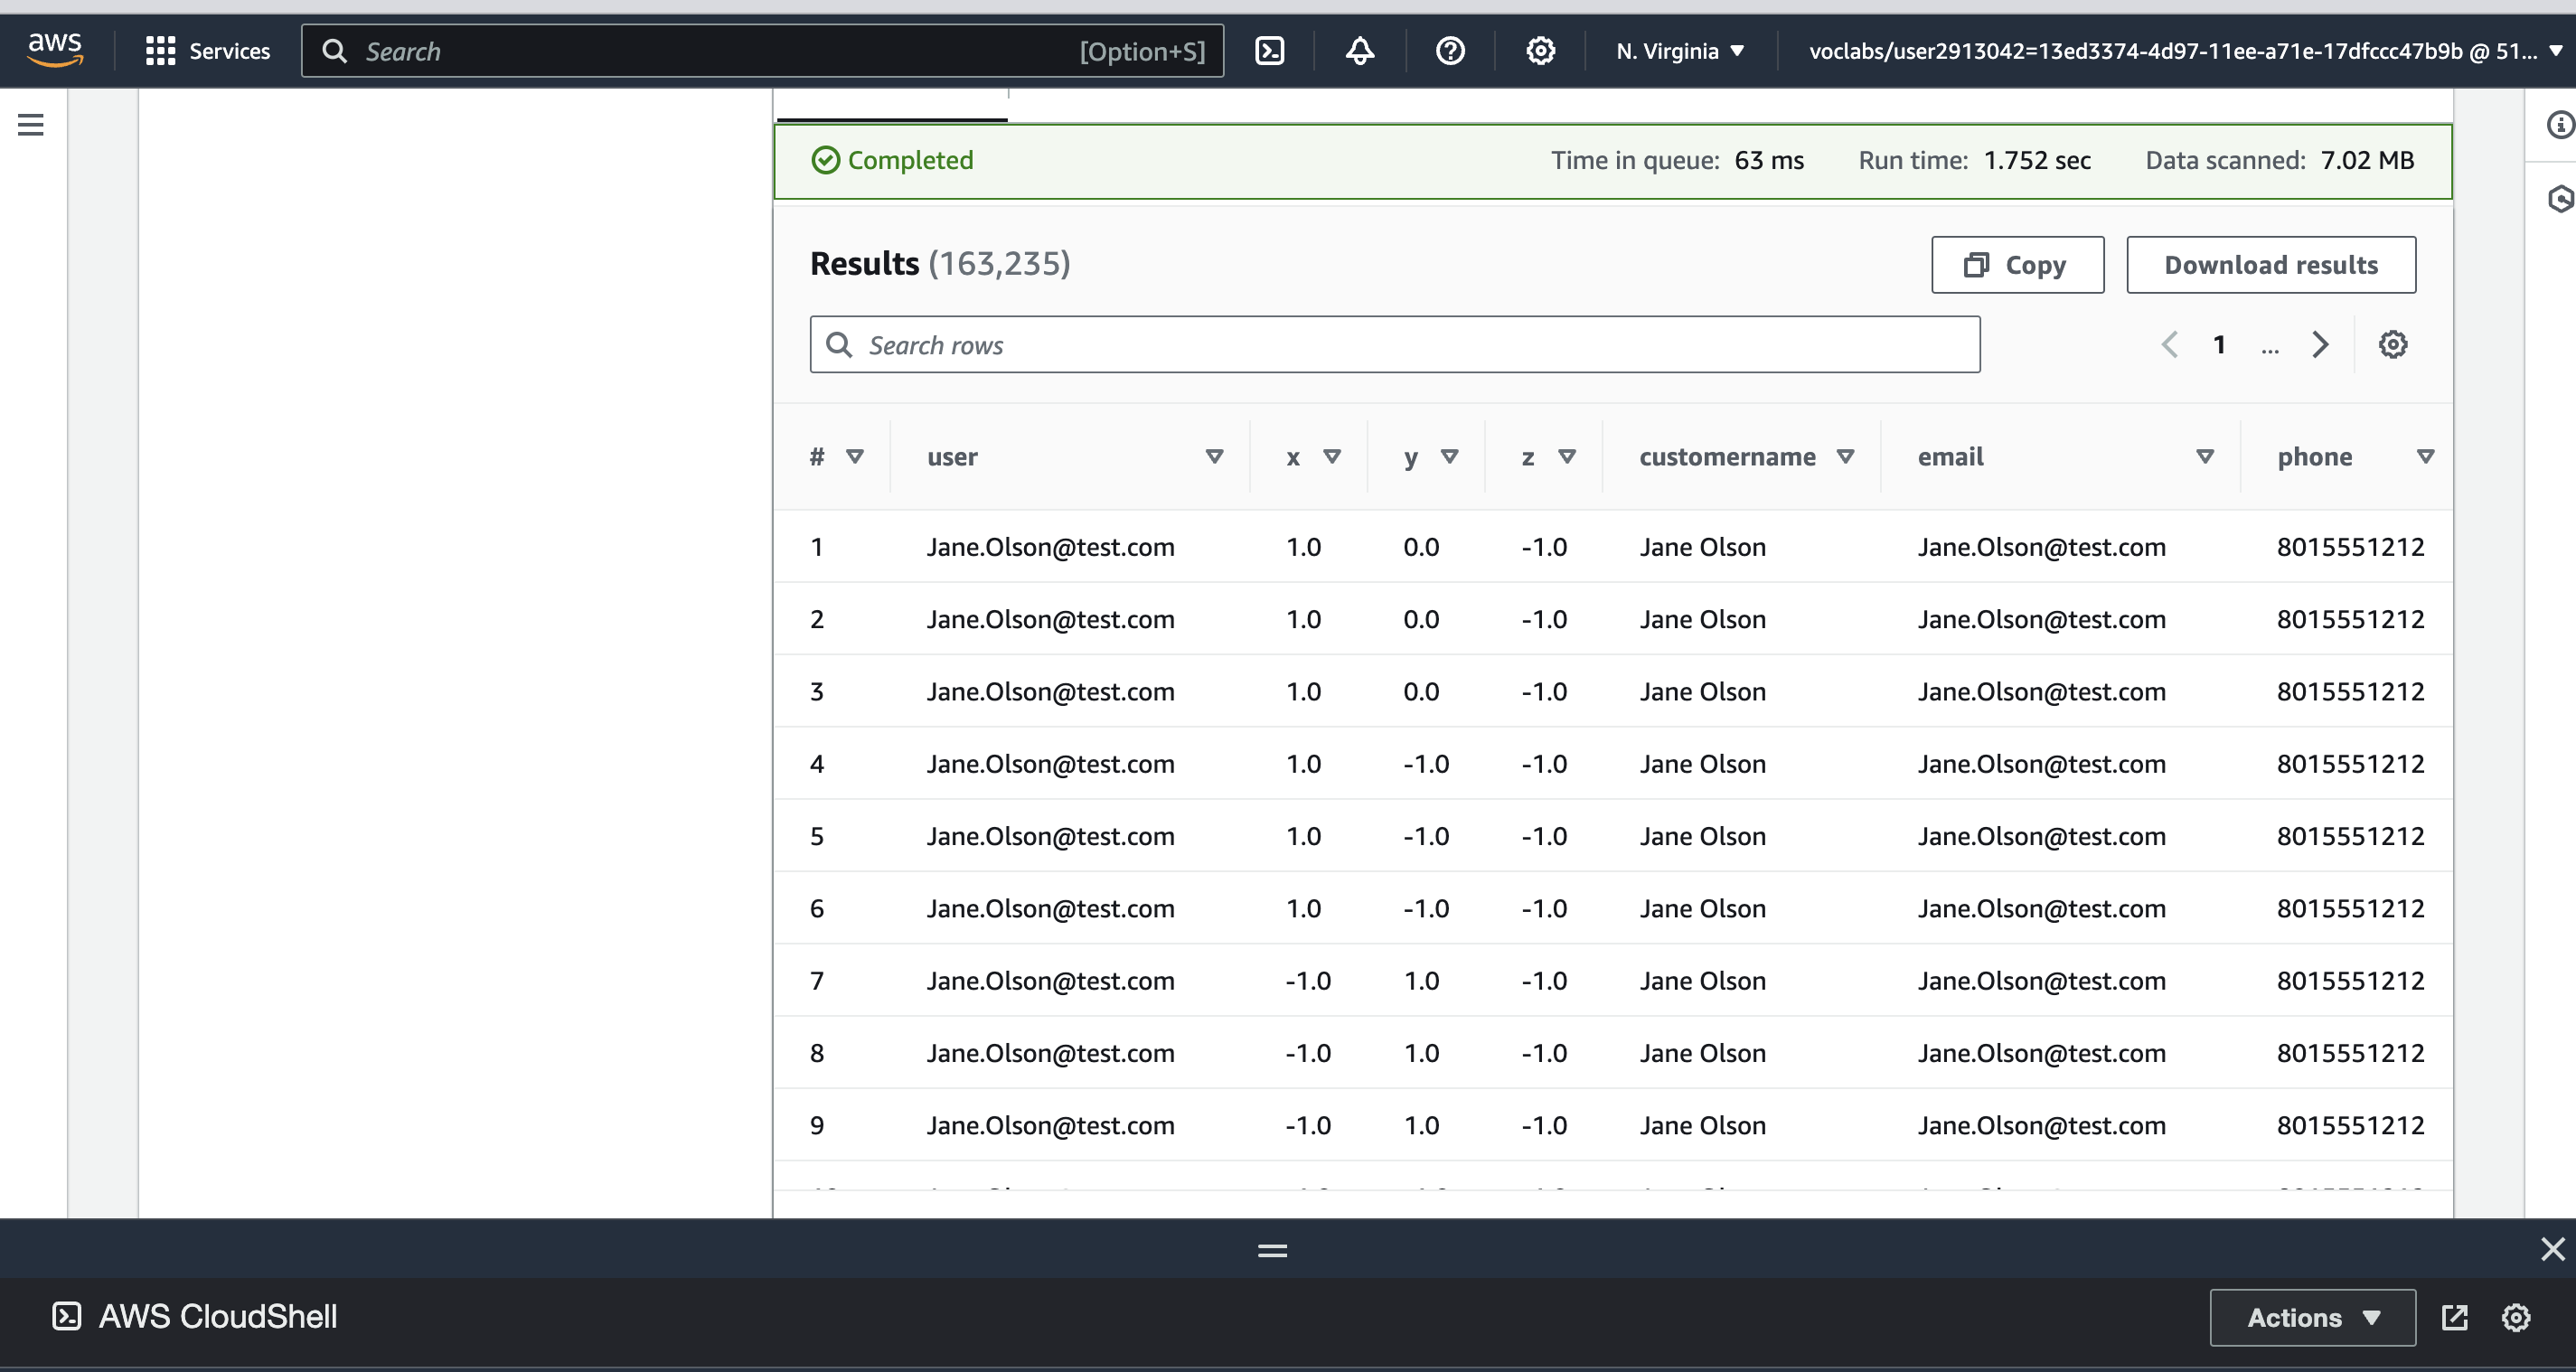 aws Services Search [Option+S] N. Virginia voclabs/user2913042=13ed3374-4d97-11ee-a71e-17dfccc47b9b @ 51...
Completed Time in queue: 63 ms Run time: 1.752 sec Data scanned: 7.02 MB
Results (163,235) Copy Download results
Search rows 1 ...
# user x y z customername email phone
1 Jane.Olson@test.com 1.0 0.0 -1.0 Jane Olson Jane.Olson@test.com 8015551212
2 Jane.Olson@test.com 1.0 0.0 -1.0 Jane Olson Jane.Olson@test.com 8015551212
3 Jane.Olson@test.com 1.0 0.0 -1.0 Jane Olson Jane.Olson@test.com 8015551212
4 Jane.Olson@test.com 1.0 -1.0 -1.0 Jane Olson Jane.Olson@test.com 8015551212
5 Jane.Olson@test.com 1.0 -1.0 -1.0 Jane Olson Jane.Olson@test.com 8015551212
6 Jane.Olson@test.com 1.0 -1.0 -1.0 Jane Olson Jane.Olson@test.com 8015551212
7 Jane.Olson@test.com -1.0 1.0 -1.0 Jane Olson Jane.Olson@test.com 8015551212
8 Jane.Olson@test.com -1.0 1.0 -1.0 Jane Olson Jane.Olson@test.com 8015551212
9 Jane.Olson@test.com -1.0 1.0 -1.0 Jane Olson Jane.Olson@test.com 8015551212
AWS CloudShell Actions